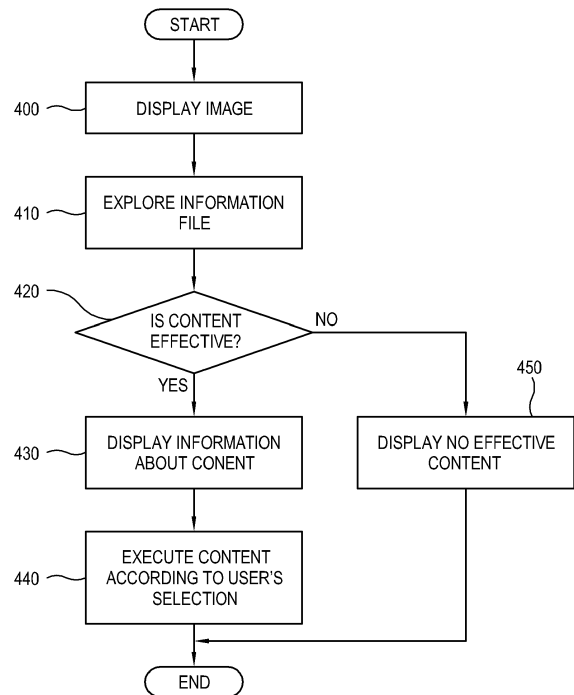 START
400
DISPLAY IMAGE
410
EXPLORE INFORMATION
FILE
420
IS CONTENT
EFFECTIVE?
NO
YES
450
430
DISPLAY INFORMATION
ABOUT CONENT
DISPLAY NO EFFECTIVE
CONTENT
440
EXECUTE CONTENT
ACCORDING TO USER'S
SELECTION
END